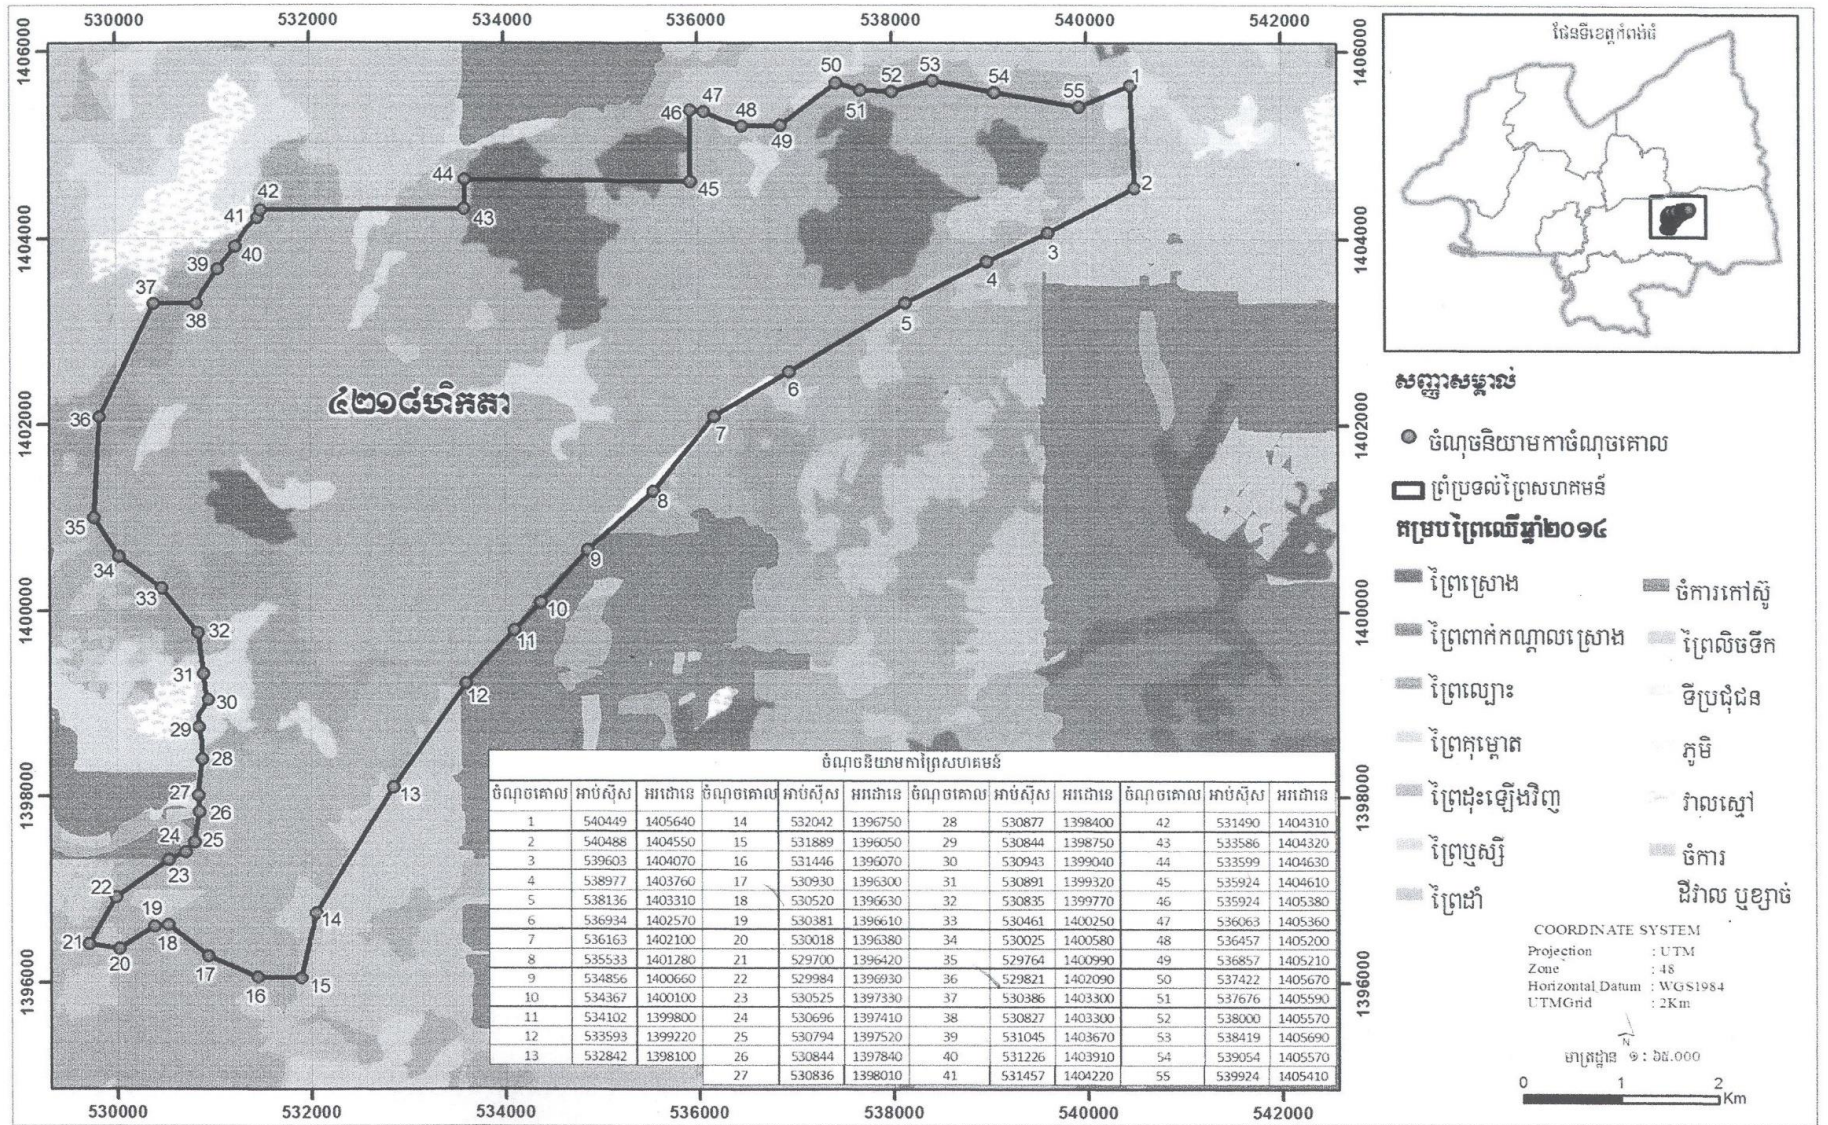 530000 532000 534000 536000 538000 540000 542000
1406000
1404000
1402000
1400000
1398000
1396000
1406000
1404000
1402000
1400000
1398000
1396000
50 51 52 53 54 55 1
46 47 48 49
44 45 2
42 41 43 3
40 39 4
37 38 5
6
៤២១៨ហិកតា
36 7
35 8
34 9
33 10
32 11
31 12
30
29
28
27 13
26
24 25
23
22
19 18 14
21 20 17
16 15
530000 532000 534000 536000 538000 540000 542000
ចំណុចនិយាមកាព្រៃសហគមន៍
ចំណុចគោល អាប់ស៊ីស អរដោនេ ចំណុចគោល អាប់ស៊ីស អរដោនេ ចំណុចគោល អាប់ស៊ីស អរដោនេ ចំណុចគោល អាប់ស៊ីស អរដោនេ
1 540449 1405640 14 532042 1396750 28 530877 1398400 42 531490 1404310
2 540488 1404550 15 531889 1396050 29 530844 1398750 43 533586 1404320
3 539603 1404070 16 531446 1396070 30 530943 1399040 44 533599 1404630
4 538977 1403760 17 530930 1396300 31 530891 1399320 45 535924 1404610
5 538136 1403310 18 530520 1396630 32 530835 1399770 46 535924 1405380
6 536934 1402570 19 530381 1396610 33 530461 1400250 47 536063 1405360
7 536163 1402100 20 530018 1396380 34 530025 1400580 48 536457 1405200
8 535533 1401280 21 529700 1396420 35 529764 1400990 49 536857 1405210
9 534856 1400660 22 529984 1396930 36 529821 1402090 50 537422 1405670
10 534367 1400100 23 530525 1397330 37 530386 1403300 51 537676 1405590
11 534102 1399800 24 530696 1397410 38 530827 1403300 52 538000 1405570
12 533593 1399220 25 530794 1397520 39 531045 1403670 53 538419 1405690
13 532842 1398100 26 530844 1397840 40 531226 1403910 54 539054 1405570
27 530836 1398010 41 531457 1404220 55 539924 1405410
ផែនទីខេត្តកំពង់ធំ
សញ្ញាសម្គាល់
ចំណុចនិយាមកាចំណុចគោល
ព្រំប្រទល់ព្រៃសហគមន៍
គម្របព្រៃឈើឆ្នាំ២០១៤
ព្រៃស្រោង
ព្រៃពាក់កណ្តាលស្រោង
ព្រៃល្បោះ
ព្រៃគុម្ពោត
ព្រៃដុះឡើងវិញ
ព្រៃឬស្សី
ព្រៃដាំ
ចំការកៅស៊ូ
ព្រៃលិចទឹក
ទីប្រជុំជន
ភូមិ
វាលស្មៅ
ចំការ
ដីវាល ឬខ្សាច់
COORDINATE SYSTEM
Projection : UTM
Zone : 48
Horizontal Datum : WGS1984
UTMGrid : 2Km
N
មាត្រដ្ឋាន ១ : ៦៥.000
0 1 2 Km